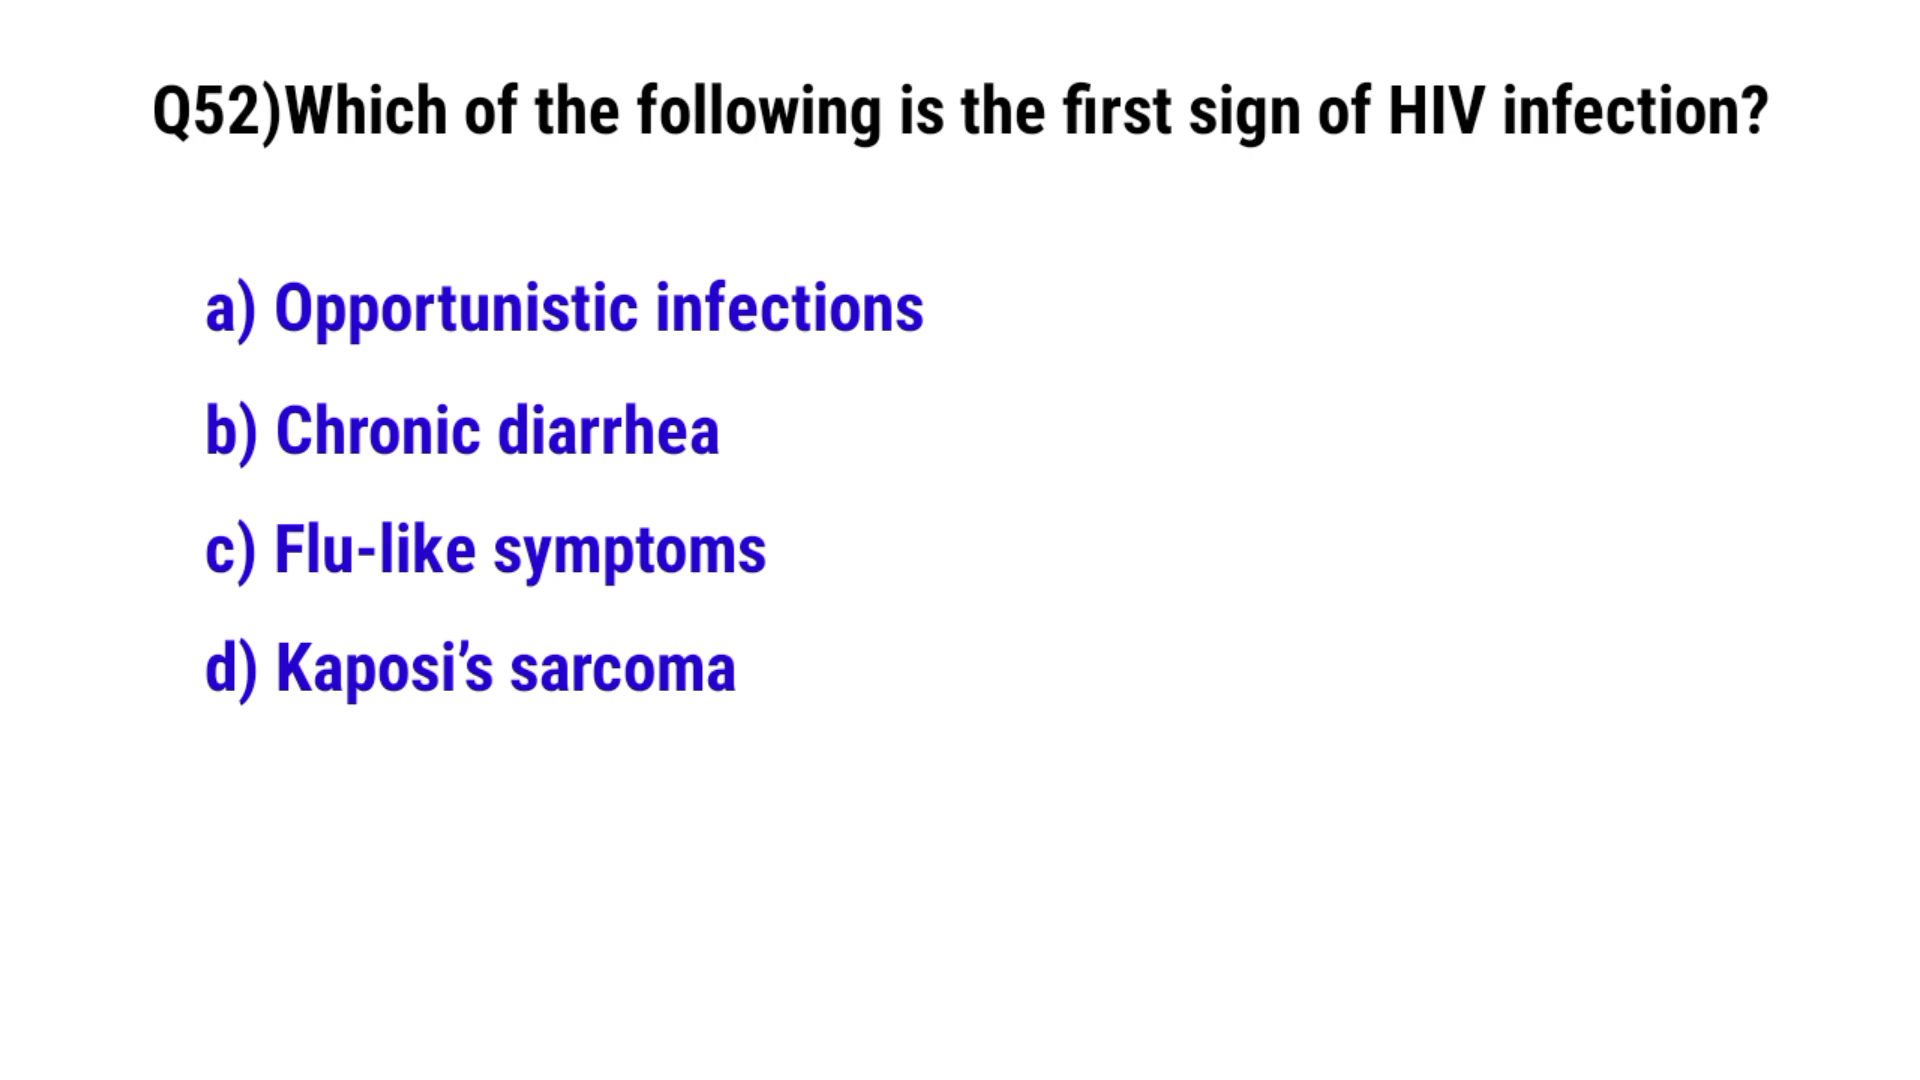 Q52)Which of the following is the first sign of HIV infection?
a) Opportunistic infections
b) Chronic diarrhea
c) Flu-like symptoms
d) Kaposi’s sarcoma